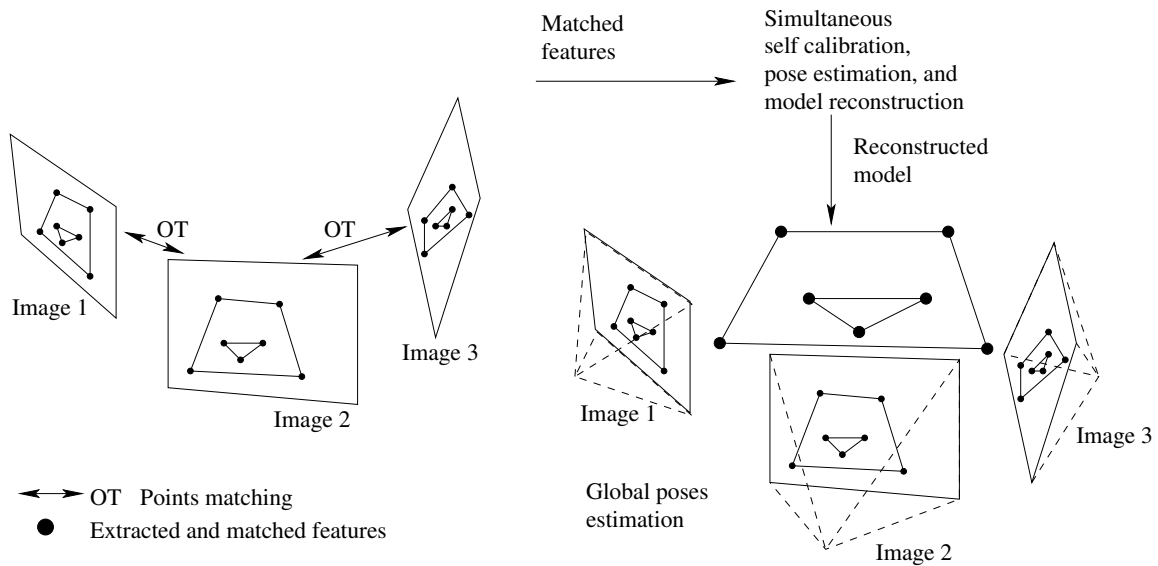 Matched
features
Simultaneous
self calibration,
pose estimation, and
model reconstruction
Reconstructed
model
OT
OT
Image 1
Image 3
Image 2
OT Points matching
Extracted and matched features
Image 1
Image 3
Global poses
estimation
Image 2